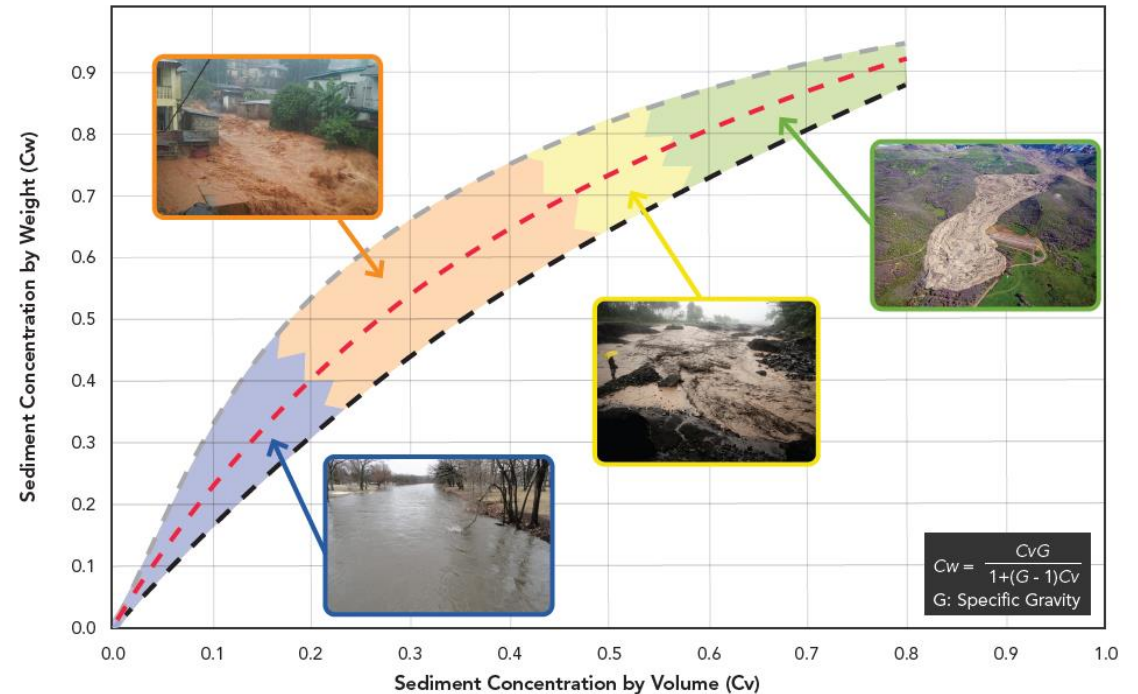 Sediment Concentration by Weight (Cw)
0.9
0.8
0.7
0.6
0.5
0.4
0.3
0.2
0.1
0.0
0.0 0.1 0.2 0.3 0.4 0.5 0.6 0.7 0.8 0.9 1.0
Sediment Concentration by Volume (Cv)
Cw = CvG
1+(G - 1)Cv
G: Specific Gravity